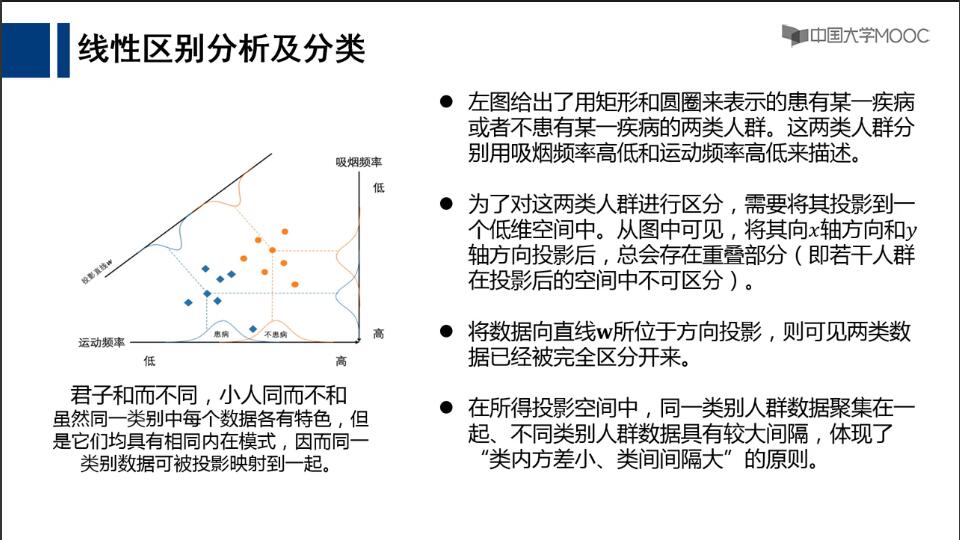 线性区别分析及分类
中国大学MOOC
吸烟频率
低
投影直线w
患病
不患病
高
运动频率
低
高
君子和而不同，小人同而不和
虽然同一类别中每个数据各有特色，但
是它们均具有相同内在模式，因而同一
类别数据可被投影映射到一起。
● 左图给出了用矩形和圆圈来表示的患有某一疾病
或者不患有某一疾病的两类人群。这两类人群分
别用吸烟频率高低和运动频率高低来描述。
● 为了对这两类人群进行区分，需要将其投影到一
个低维空间中。从图中可见，将其向x轴方向和y
轴方向投影后，总会存在重叠部分（即若干人群
在投影后的空间中不可区分）。
● 将数据向直线w所位于方向投影，则可见两类数
据已经被完全区分开来。
● 在所得投影空间中，同一类别人群数据聚集在一
起、不同类别人群数据具有较大间隔，体现了
“类内方差小、类间间隔大”的原则。